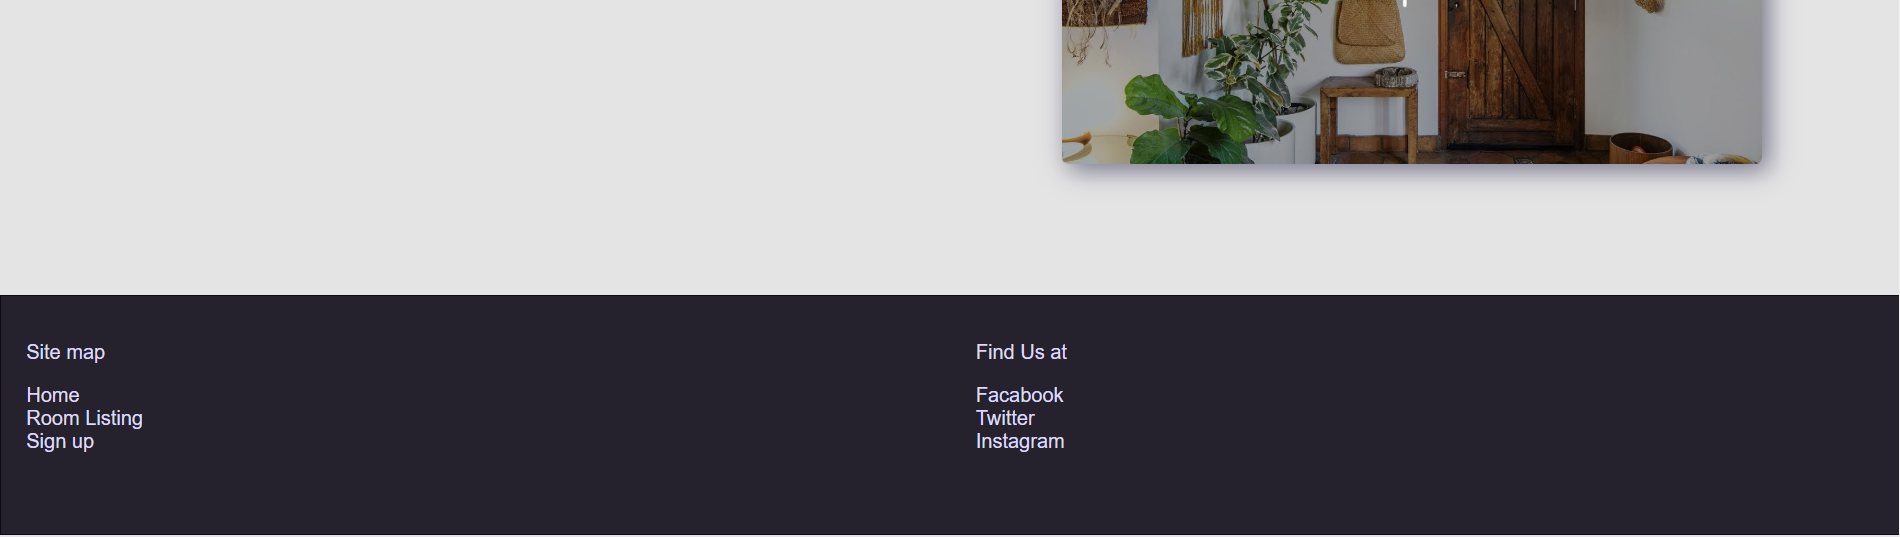 Site map
Home
Room Listing
Sign up
Find Us at
Facabook
Twitter
Instagram